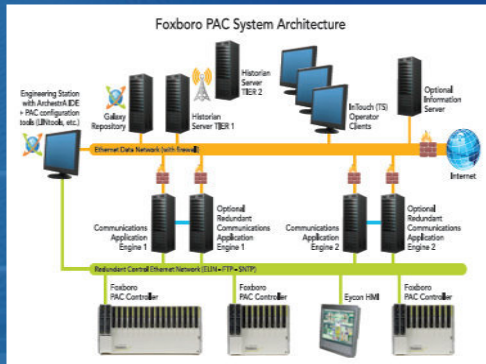 Foxboro PAC System Architecture
Engineering Station
with ArchestrA IDE
+ PAC configuration
tools (LINtools, etc.)
Galaxy
Repository
Historian
Server TIER 1
Historian
Server
TIER 2
InTouch (TS)
Operator
Clients
Optional
Information
Server
Ethernet Data Network (with firewall)
Internet
Communications
Application
Engine 1
Optional
Redundant
Communications
Application
Engine 1
Communications
Application
Engine 2
Optional
Redundant
Communications
Application
Engine 2
Redundant Control Ethernet Network (ELIN – FTP – SNTP)
Foxboro
PAC Controller
Foxboro
PAC Controller
Eycon HMI
Foxboro
PAC Controller